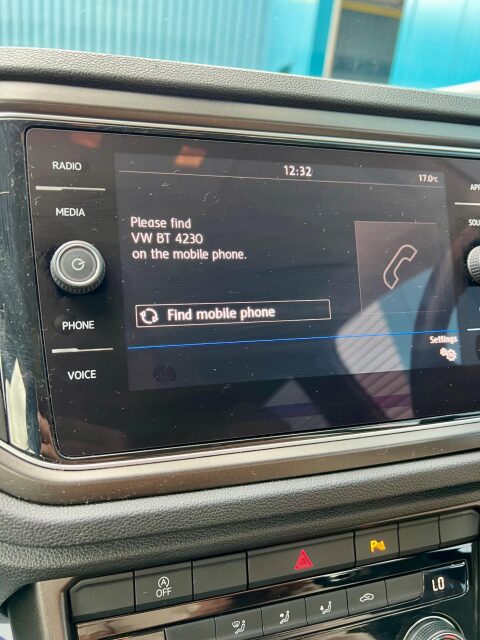 RADIO
12:32
17.0°C
MEDIA
Please find
VW BT 4230
on the mobile phone.
Find mobile phone
PHONE
Settings
VOICE
A
OFF
P
LO